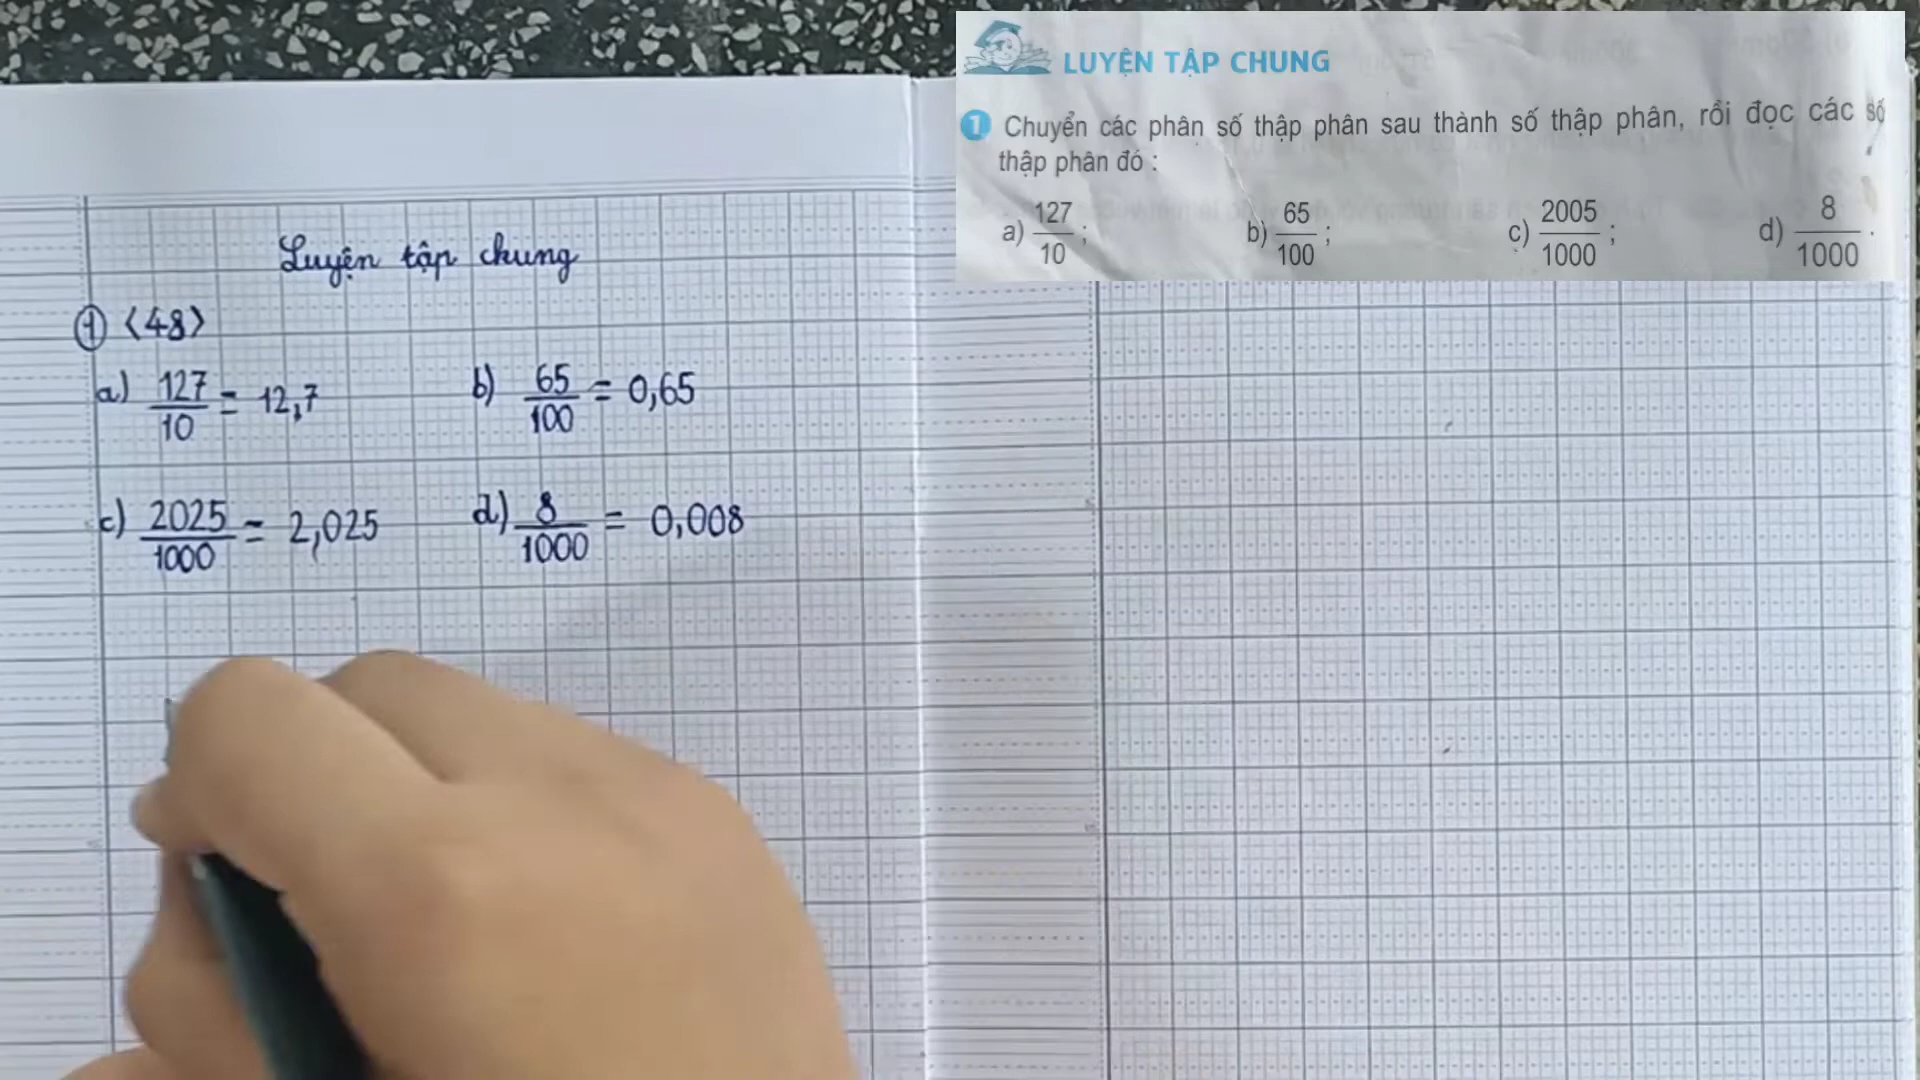 LUYỆN TẬP CHUNG
1 Chuyển các phân số thập phân sau thành số thập phân, rồi đọc các số
thập phân đó :
a) 127/10 ; b) 65/100 ; c) 2005/1000 ; d) 8/1000 .
Luyện tập chung
1 <48>
a) 127/10 = 12,7 b) 65/100 = 0,65
c) 2025/1000 = 2,025 d) 8/1000 = 0,008